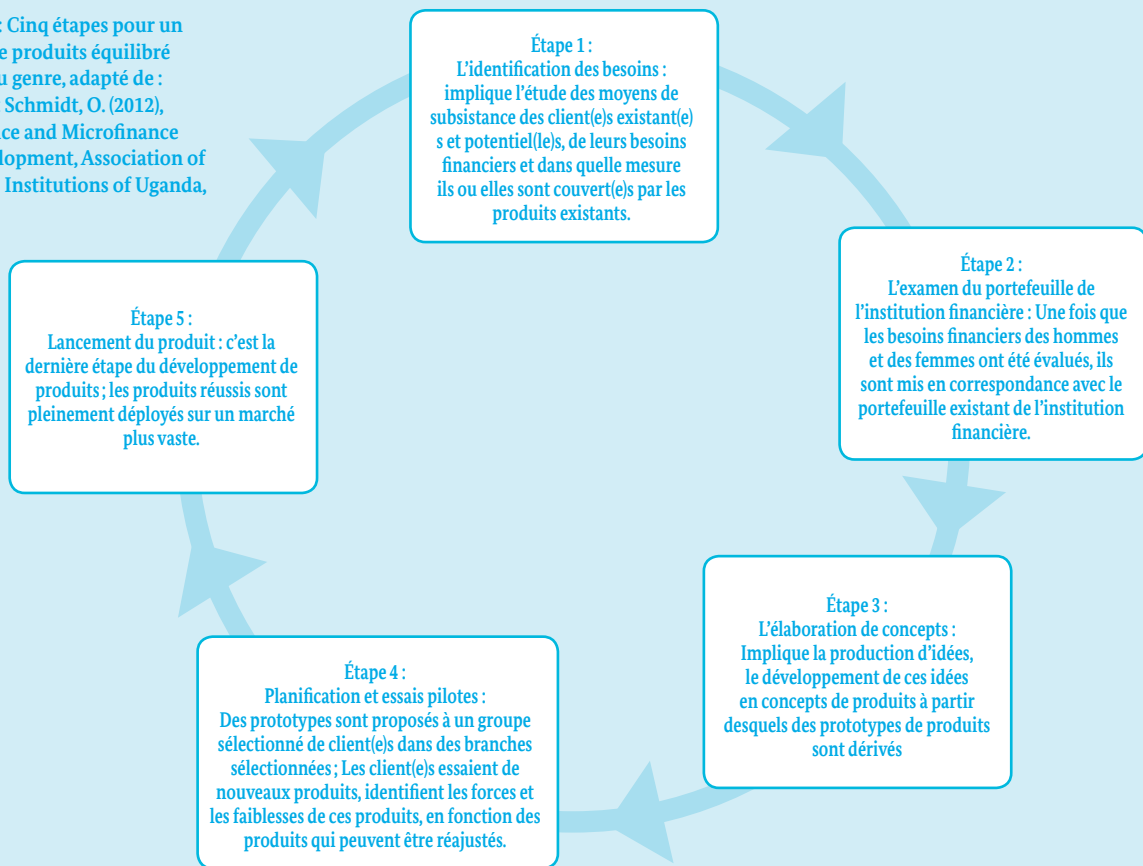 : Cinq étapes pour un
e produits équilibré
u genre, adapté de :
Schmidt, O. (2012),
ce and Microfinance
elopment, Association of
Institutions of Uganda,
Étape 1 :
L’identification des besoins :
implique l’étude des moyens de
subsistance des client(e)s existant(e)
s et potentiel(le)s, de leurs besoins
financiers et dans quelle mesure
ils ou elles sont couvert(e)s par les
produits existants.
Étape 2 :
L’examen du portefeuille de
l’institution financière : Une fois que
les besoins financiers des hommes
et des femmes ont été évalués, ils
sont mis en correspondance avec le
portefeuille existant de l’institution
financière.
Étape 3 :
L’élaboration de concepts :
Implique la production d’idées,
le développement de ces idées
en concepts de produits à partir
desquels des prototypes de produits
sont dérivés
Étape 4 :
Planification et essais pilotes :
Des prototypes sont proposés à un groupe
sélectionné de client(e)s dans des branches
sélectionnées ; Les client(e)s essaient de
nouveaux produits, identifient les forces et
les faiblesses de ces produits, en fonction des
produits qui peuvent être réajustés.
Étape 5 :
Lancement du produit : c’est la
dernière étape du développement de
produits ; les produits réussis sont
pleinement déployés sur un marché
plus vaste.